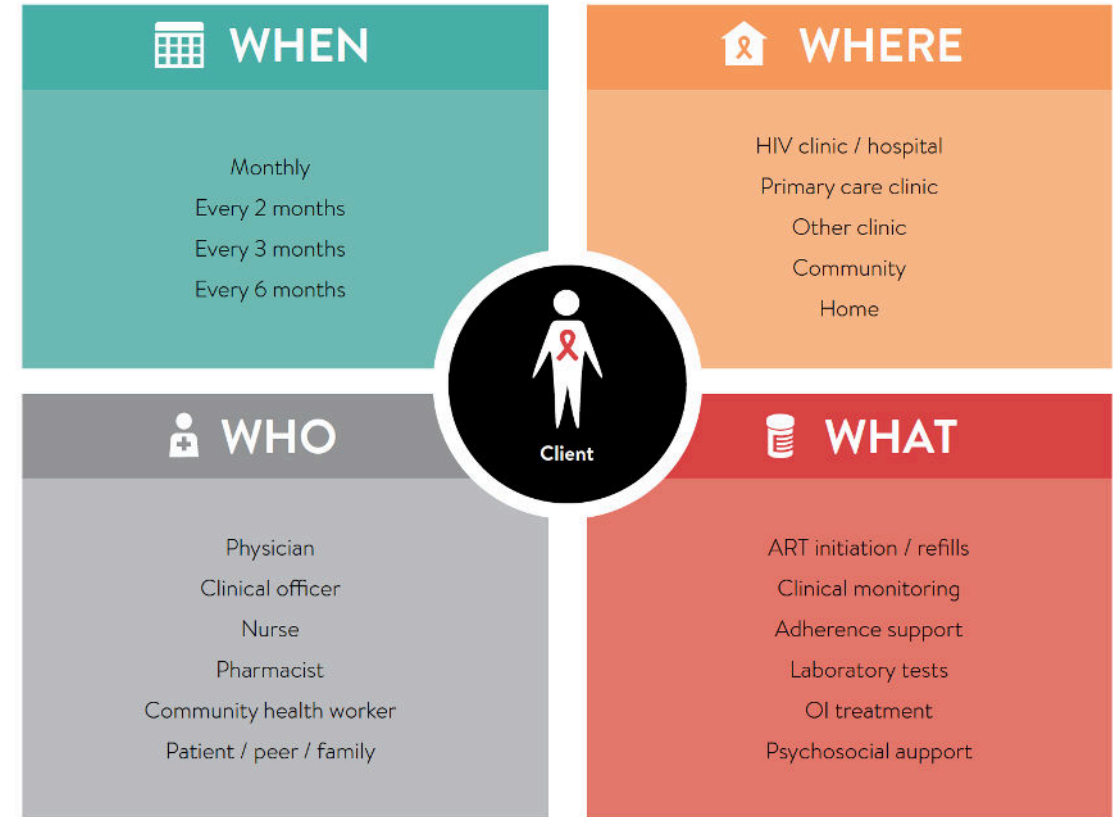 WHEN
Monthly
Every 2 months
Every 3 months
Every 6 months
WHERE
HIV clinic / hospital
Primary care clinic
Other clinic
Community
Home
Client
WHO
Physician
Clinical officer
Nurse
Pharmacist
Community health worker
Patient / peer / family
WHAT
ART initiation / refills
Clinical monitoring
Adherence support
Laboratory tests
OI treatment
Psychosocial aupport